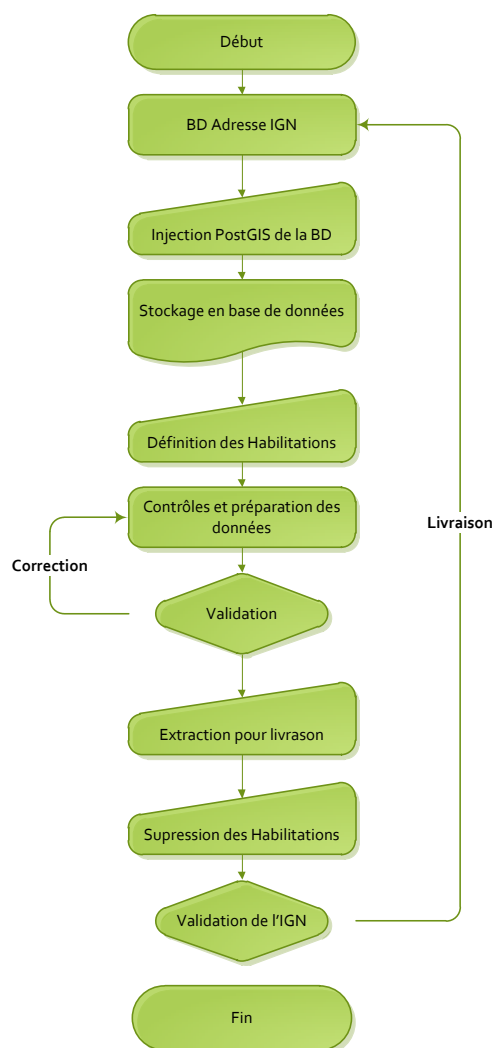 Début
BD Adresse IGN
Injection PostGIS de la BD
Stockage en base de données
Définition des Habilitations
Contrôles et préparation des
données
Livraison
Correction
Validation
Extraction pour livrason
Supression des Habilitations
Validation de l'IGN
Fin